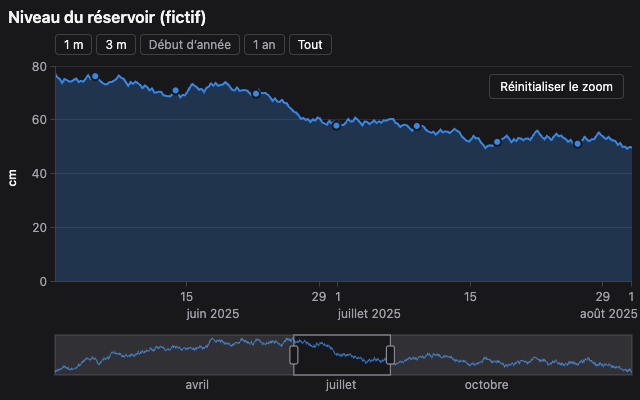 Niveau du réservoir (fictif)
1 m 3 m Début d'année 1 an Tout
Réinitialiser le zoom
80
60
40
20
0
cm
15 29 1 15 29 1
juin 2025 juillet 2025 août 2025
avril juillet octobre